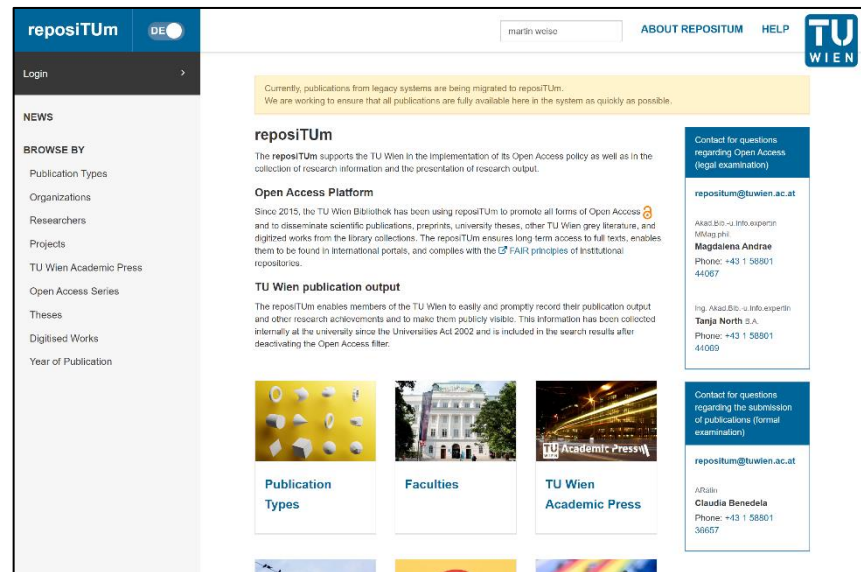 reposiTUm
DE
martin weise
ABOUT REPOSITUM
HELP
TU
WIEN
Login
NEWS
BROWSE BY
Publication Types
Organizations
Researchers
Projects
TU Wien Academic Press
Open Access Series
Theses
Digitised Works
Year of Publication
Currently, publications from legacy systems are being migrated to reposiTUm.
We are working to ensure that all publications are fully available here in the system as quickly as possible.
reposiTUm
The reposiTUm supports the TU Wien in the implementation of its Open Access policy as well as in the
collection of research information and the presentation of research output.
Open Access Platform
Since 2015, the TU Wien Bibliothek has been using reposiTUm to promote all forms of Open Access
and to disseminate scientific publications, preprints, university theses, other TU Wien grey literature, and
digitized works from the library collections. The reposiTUm ensures long term access to full texts, enables
them to be found in international portals, and complies with the FAIR principles of institutional
repositories.
TU Wien publication output
The reposiTUm enables members of the TU Wien to easily and promptly record their publication output
and other research achievements and to make them publicly visible. This information has been collected
internally at the university since the Universities Act 2002 and is included in the search results after
deactivating the Open Access filter.
TU
WIEN
Academic Press
Publication
Types
Faculties
TU Wien
Academic Press
Contact for questions
regarding Open Access
(legal examination)
repositum@tuwien.ac.at
Akad.Bib.-u.Info.expertin
MMag.phil.
Magdalena Andrae
Phone: +43 1 58801
44067
Ing. Akad.Bib.-u.Info.expertin
Tanja North B.A.
Phone: +43 1 58801
44069
Contact for questions
regarding the submission
of publications (formal
examination)
repositum@tuwien.ac.at
ARatin
Claudia Benedela
Phone: +43 1 58801
36657